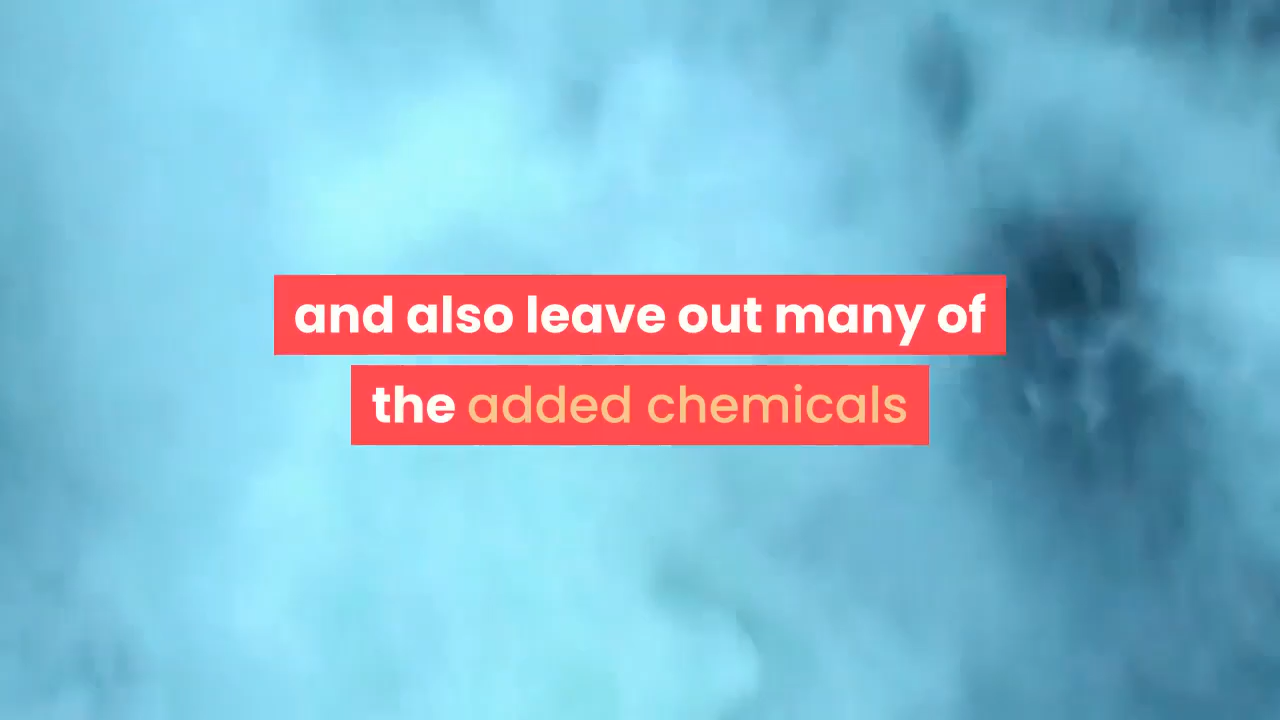 and also leave out many of
the added chemicals